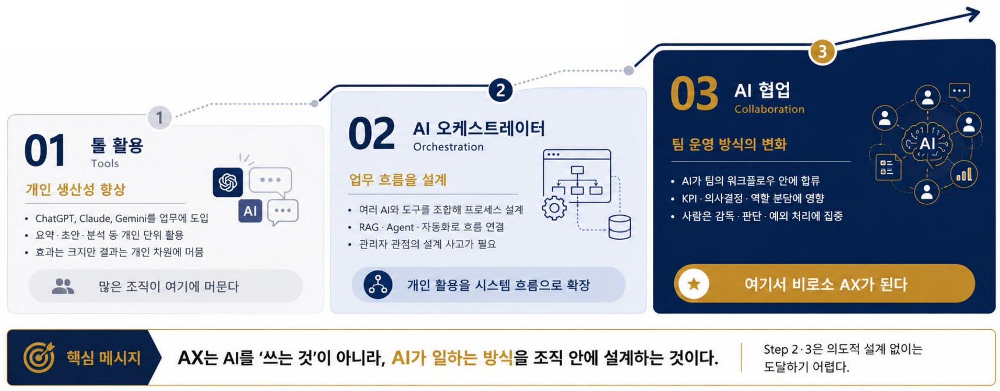 1
01
툴 활용
Tools
개인 생산성 향상
• ChatGPT, Claude, Gemini를 업무에 도입
• 요약 · 초안 · 분석 동 개인 단위 활용
• 효과는 크지만 결과는 개인 차원에 머묾
AI
많은 조직이 여기에 머문다
2
02
AI 오케스트레이터
Orchestration
업무 흐름을 설계
• 여러 AI와 도구를 조합해 프로세스 설계
• RAG · Agent · 자동화로 흐름 연결
• 관리자 관점의 설계 사고가 필요
개인 활용을 시스템 흐름으로 확장
3
03
AI 협업
Collaboration
팀 운영 방식의 변화
• AI가 팀의 워크플로우 안에 합류
• KPI · 의사결정 · 역할 분담에 영향
• 사람은 감독 · 판단 · 예외 처리에 집중
AI
여기서 비로소 AX가 된다
핵심 메시지
AX는 AI를 ‘쓰는 것’이 아니라, AI가 일하는 방식을 조직 안에 설계하는 것이다.
Step 2 · 3은 의도적 설계 없이는
도달하기 어렵다.